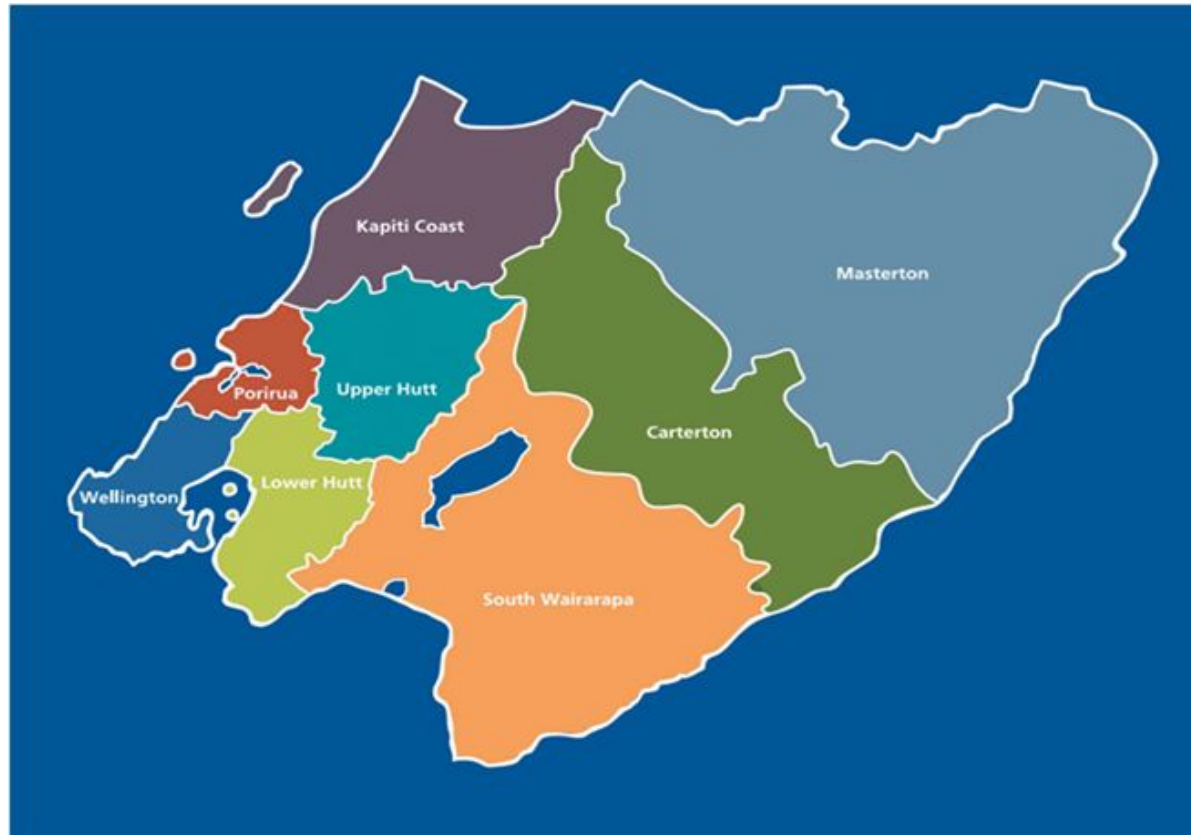 Kapiti Coast
Masterton
Porirua
Upper Hutt
Carterton
Wellington
Lower Hutt
South Wairarapa